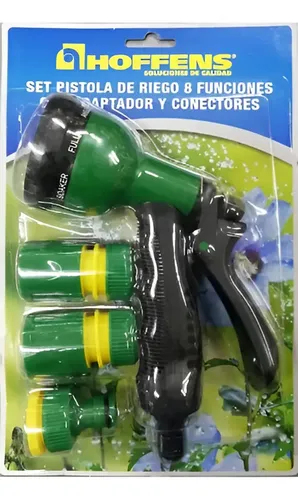 HOFFENS
SOLUCIONES DE CALIDAD
SET PISTOLA DE RIEGO 8 FUNCIONES
ADAPTADOR Y CONECTORES
FULL
SOAKER